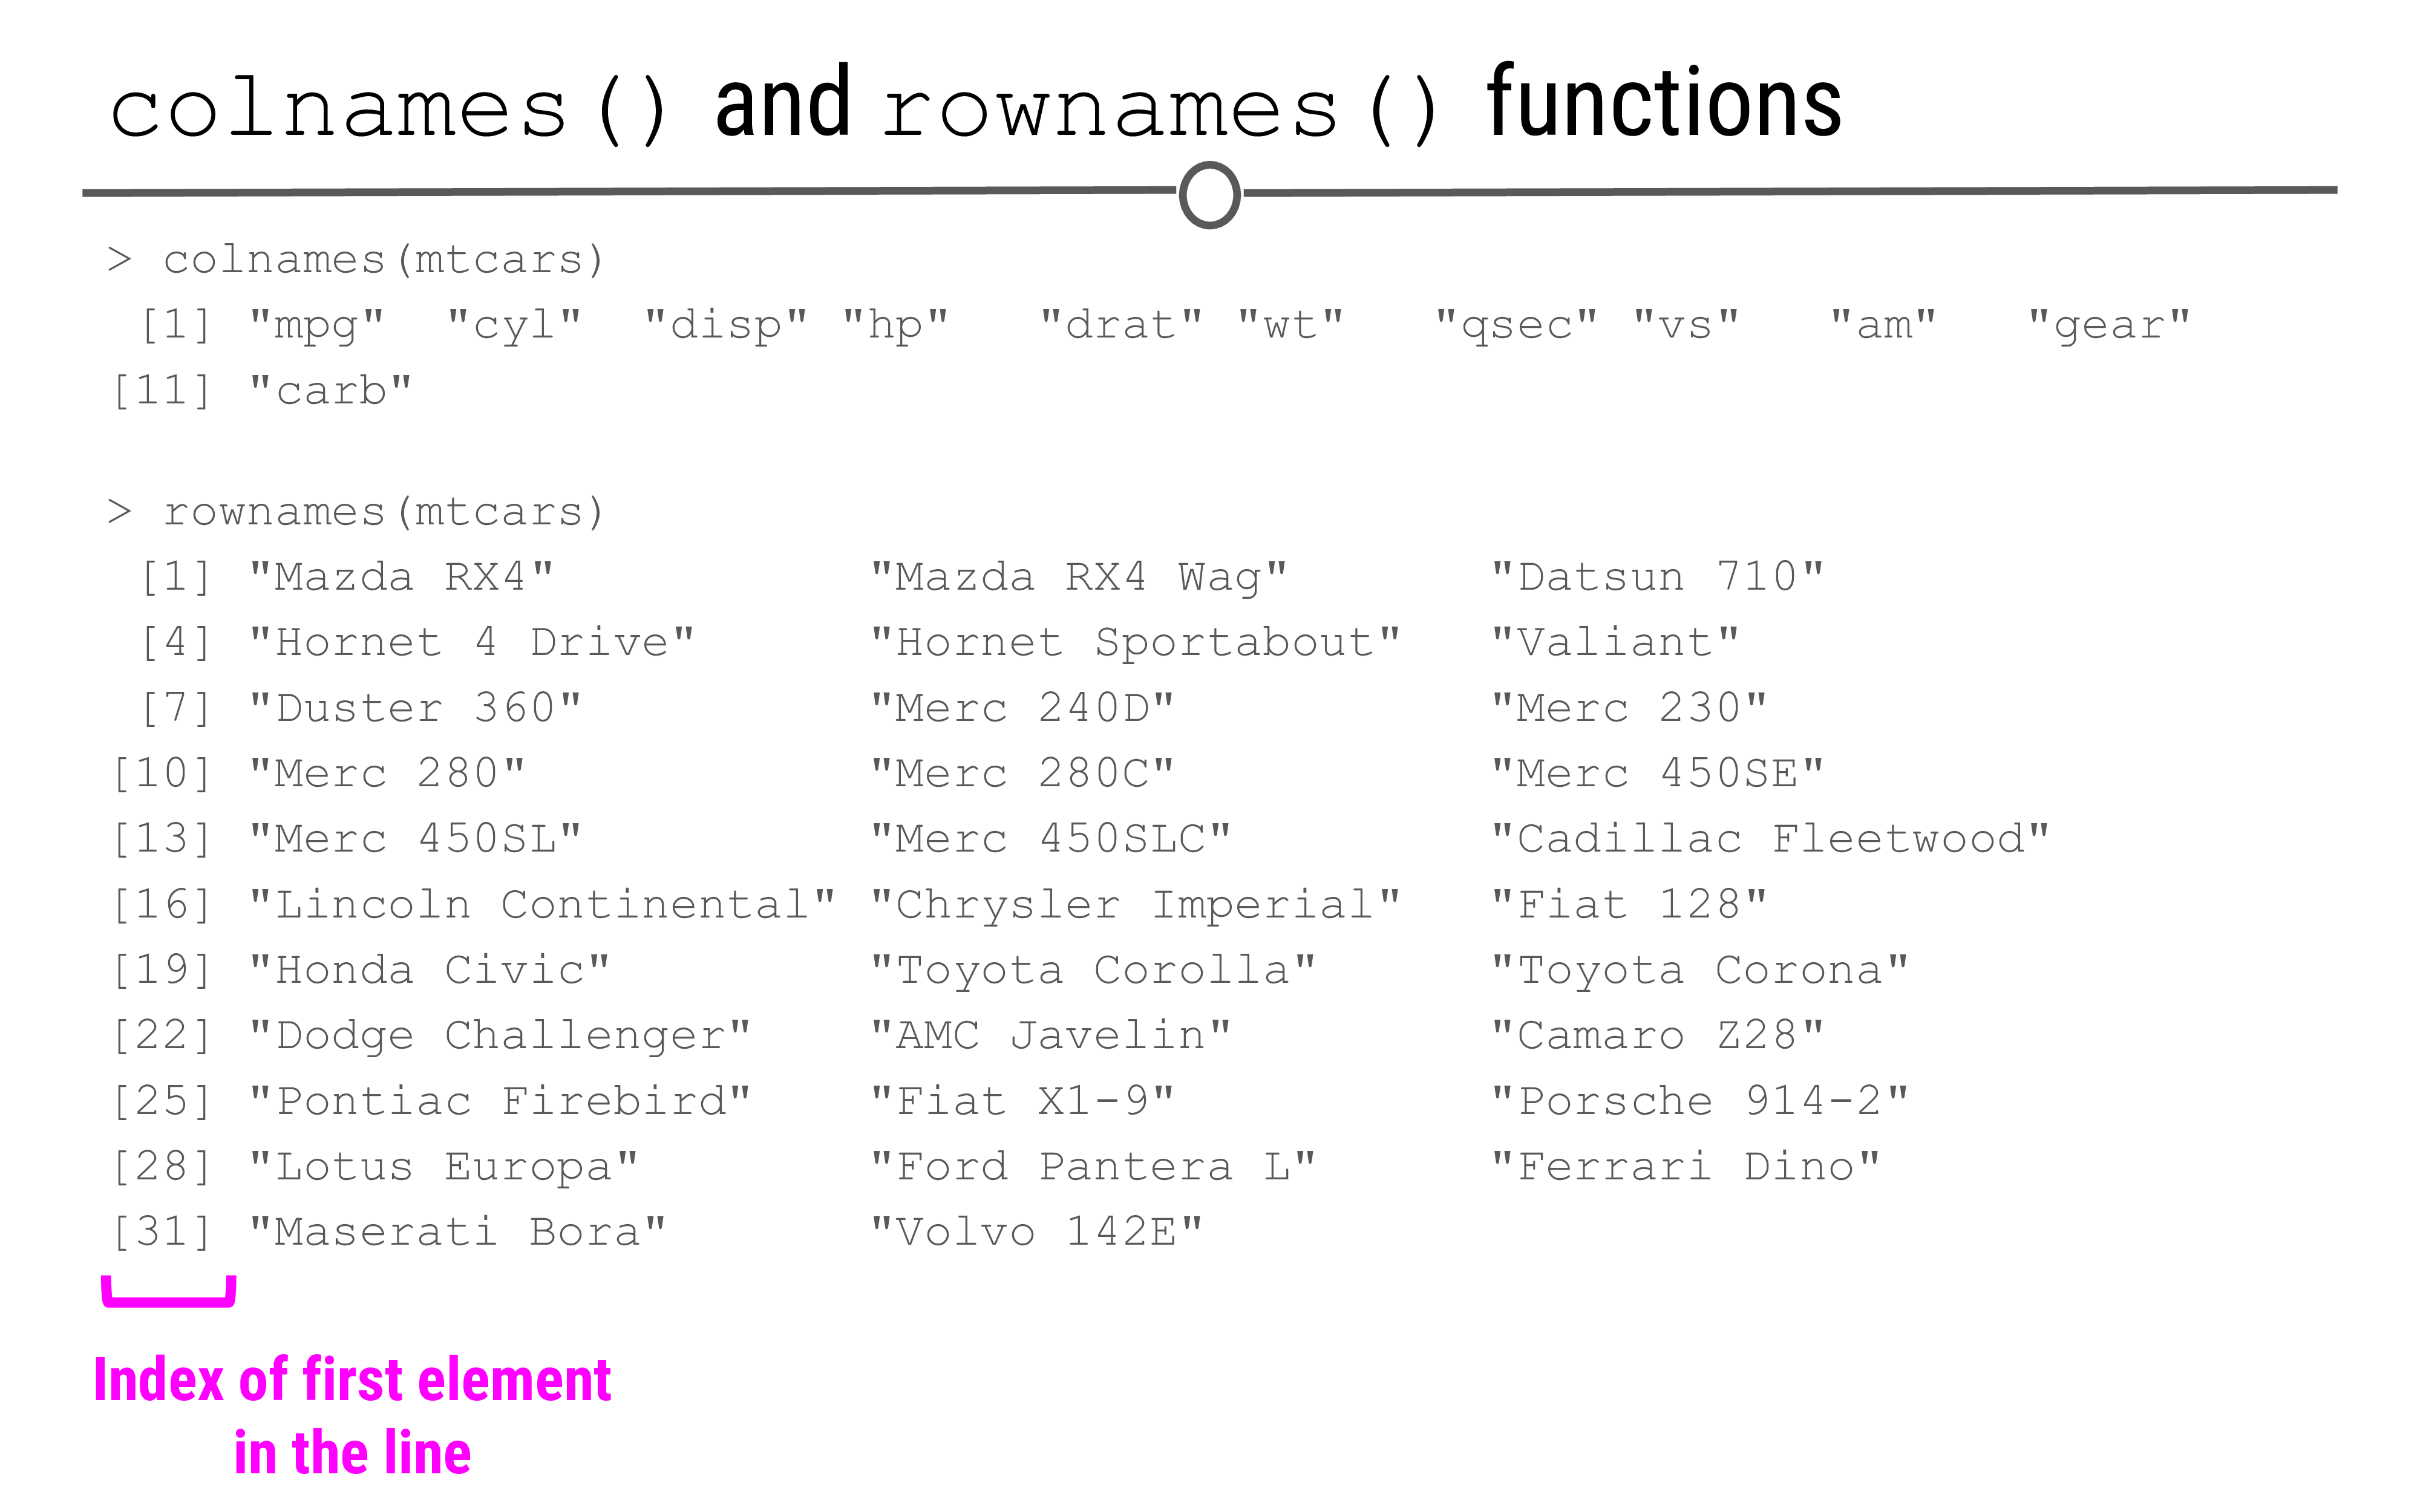 colnames() and rownames() functions
> colnames(mtcars)
 [1] "mpg"  "cyl"  "disp" "hp"   "drat" "wt"   "qsec" "vs"   "am"   "gear"
[11] "carb"
> rownames(mtcars)
 [1] "Mazda RX4"           "Mazda RX4 Wag"       "Datsun 710"
 [4] "Hornet 4 Drive"      "Hornet Sportabout"   "Valiant"
 [7] "Duster 360"          "Merc 240D"           "Merc 230"
[10] "Merc 280"            "Merc 280C"           "Merc 450SE"
[13] "Merc 450SL"          "Merc 450SLC"         "Cadillac Fleetwood"
[16] "Lincoln Continental" "Chrysler Imperial"   "Fiat 128"
[19] "Honda Civic"         "Toyota Corolla"      "Toyota Corona"
[22] "Dodge Challenger"    "AMC Javelin"         "Camaro Z28"
[25] "Pontiac Firebird"    "Fiat X1-9"           "Porsche 914-2"
[28] "Lotus Europa"        "Ford Pantera L"      "Ferrari Dino"
[31] "Maserati Bora"       "Volvo 142E"
Index of first element
in the line